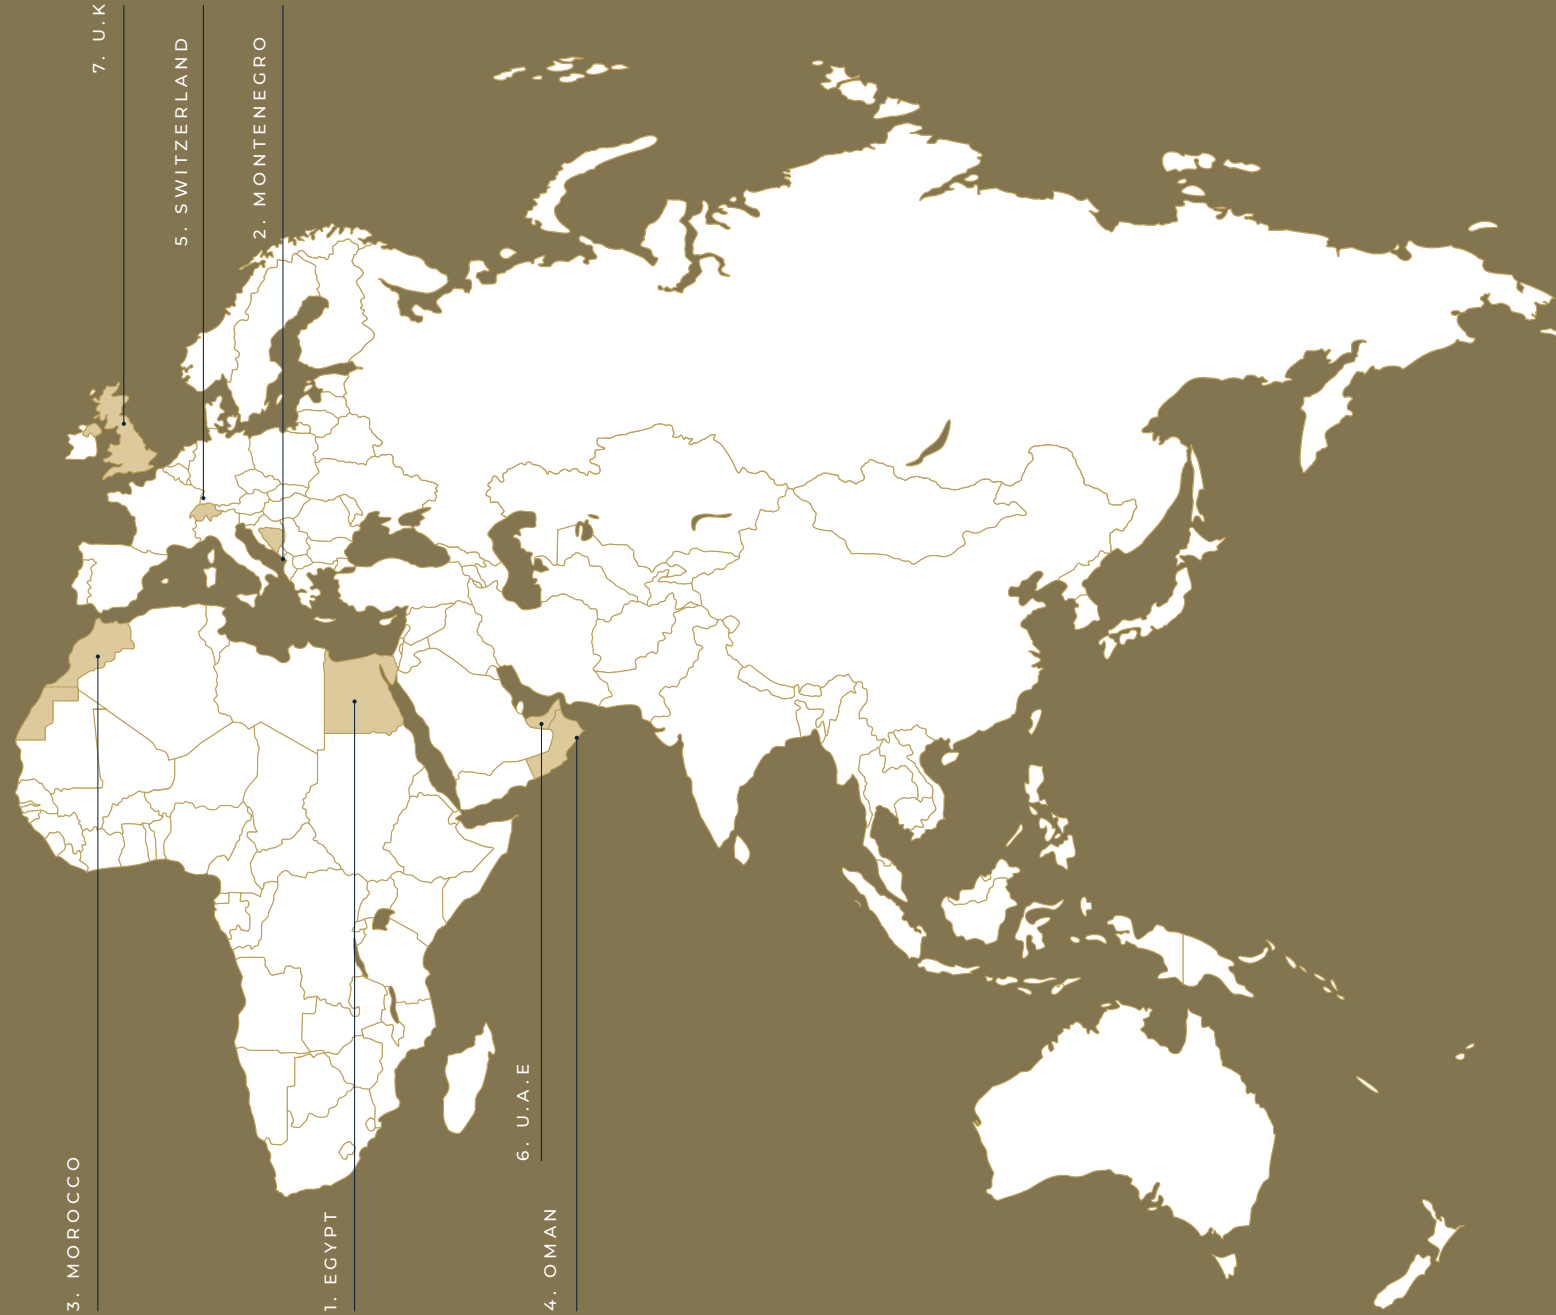 7. U.K
5. SWITZERLAND
2. MONTENEGRO
6. U.A.E
3. MOROCCO
1. EGYPT
4. OMAN